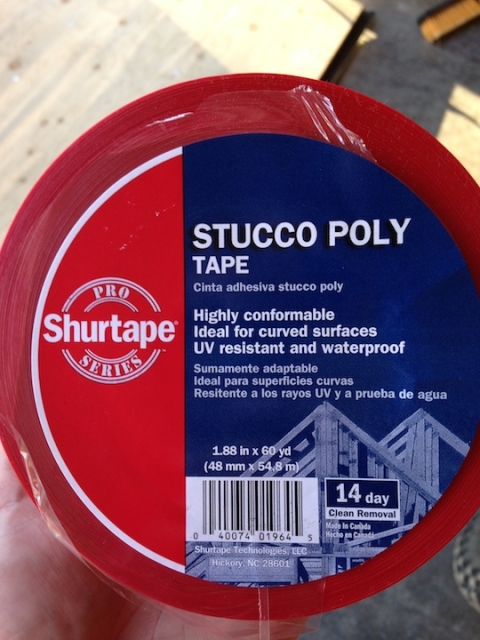 STUCCO POLY
TAPE
Cinta adhesiva stucco poly
PRO
Shurtape®
SERIES
Highly conformable
Ideal for curved surfaces
UV resistant and waterproof
Sumamente adaptable
Ideal para superficies curvas
Resitente a los rayos UV y a prueba de agua
1.88 in x 60 yd
(48 mm x 54,8 m)
0 40074 01964 5
14 day
Clean Removal
Made in Canada
Hecho en Canadá
Shurtape Technologies, LLC
Hickory, NC 28601